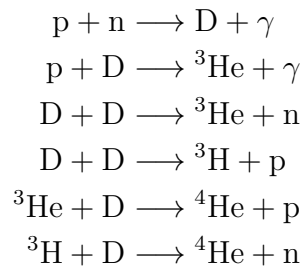 p + n ⟶ D + γ
p + D ⟶ ³He + γ
D + D ⟶ ³He + n
D + D ⟶ ³H + p
³He + D ⟶ ⁴He + p
³H + D ⟶ ⁴He + n